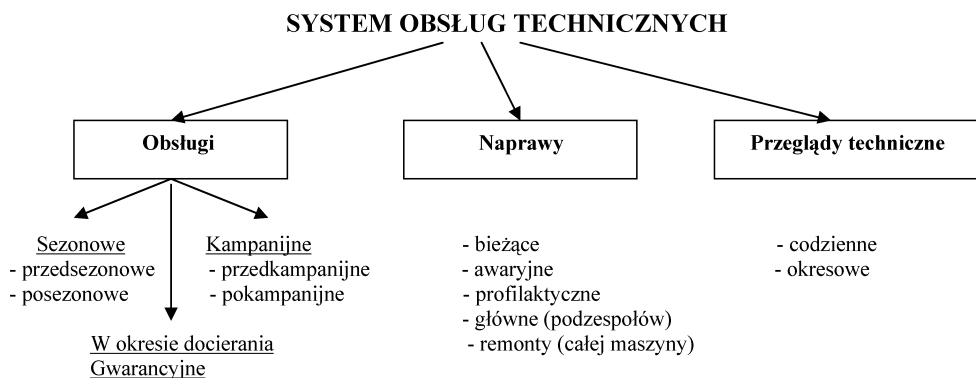 SYSTEM OBSŁUG TECHNICZNYCH
Obsługi
Naprawy
Przeglądy techniczne
Sezonowe
- przedsezonowe
- posezonowe
Kampanijne
- przedkampanijne
- pokampanijne
W okresie docierania
Gwarancyjne
- bieżące
- awaryjne
- profilaktyczne
- główne (podzespołów)
- remonty (całej maszyny)
- codzienne
- okresowe